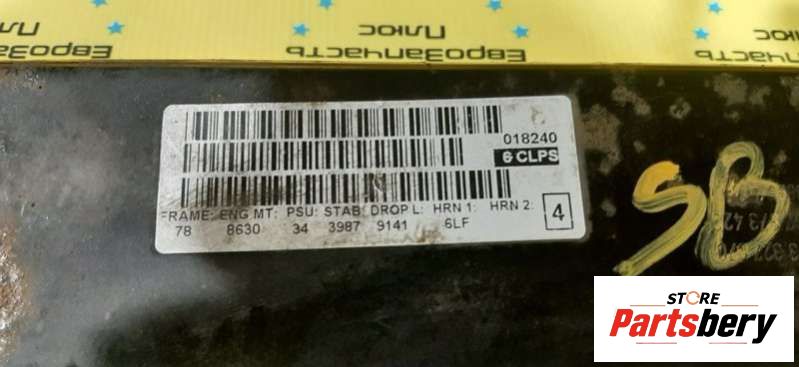 Плюс
ЕвроЗапчасть
Плюс
ЕвроЗапчасть
Плюс
ЕвроЗапчасть
018240
6 CLPS
FRAME: ENG MT: PSU: STAB: DROP L: HRN 1: HRN 2:
78 8630 34 3987 9141 6LF
4
SB
STORE
Partsbery